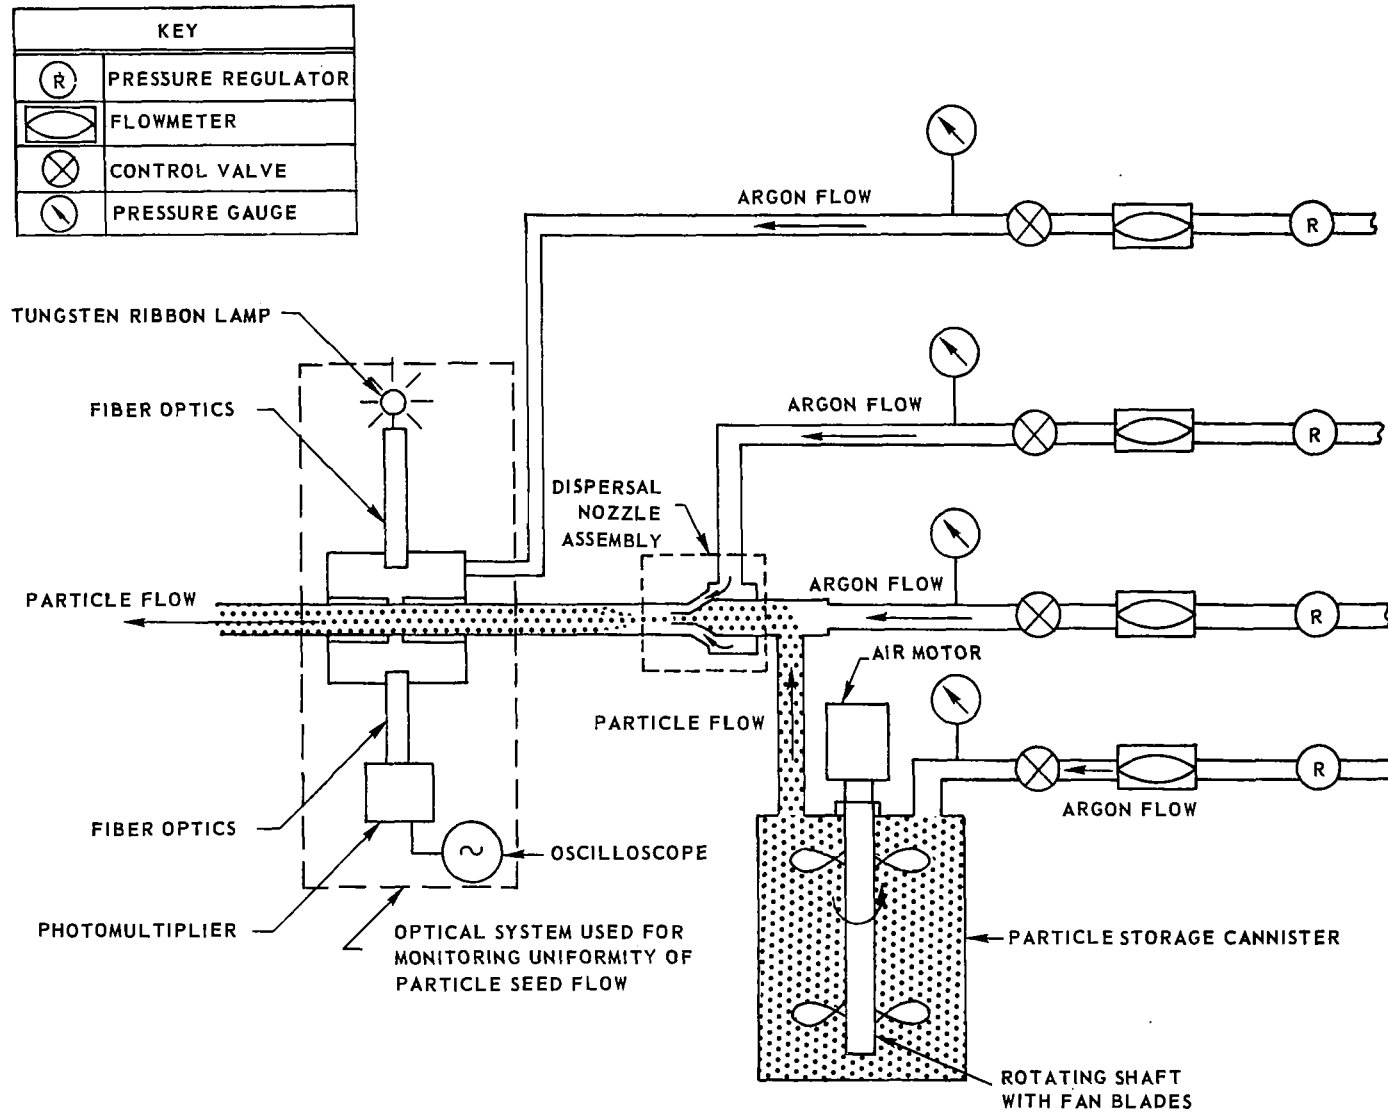 KEY
R PRESSURE REGULATOR
FLOWMETER
CONTROL VALVE
PRESSURE GAUGE
ARGON FLOW
R
TUNGSTEN RIBBON LAMP
FIBER OPTICS
ARGON FLOW
R
DISPERSAL
NOZZLE
ASSEMBLY
PARTICLE FLOW
ARGON FLOW
R
AIR MOTOR
PARTICLE FLOW
R
ARGON FLOW
FIBER OPTICS
OSCILLOSCOPE
PHOTOMULTIPLIER
OPTICAL SYSTEM USED FOR
MONITORING UNIFORMITY OF
PARTICLE SEED FLOW
PARTICLE STORAGE CANNISTER
ROTATING SHAFT
WITH FAN BLADES